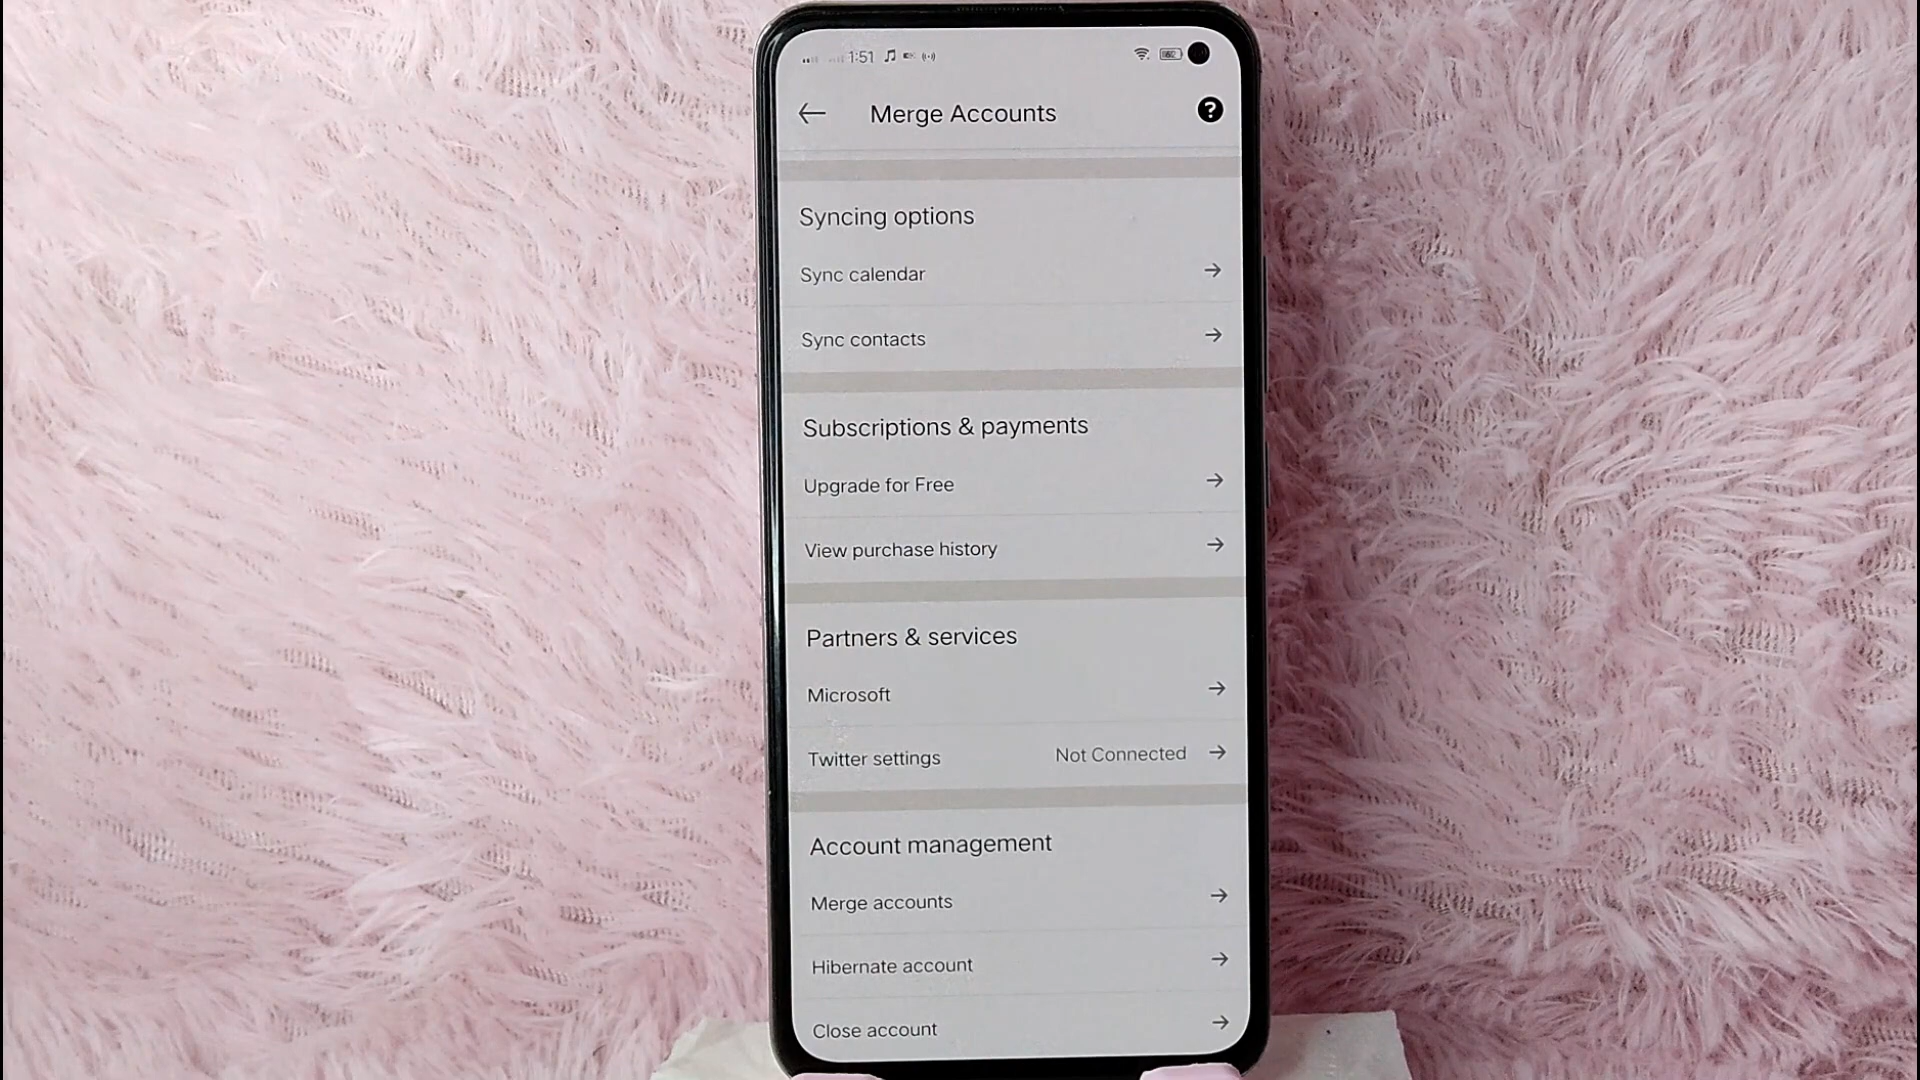 1:51
Merge Accounts
?
Syncing options
Sync calendar
Sync contacts
Subscriptions & payments
Upgrade for Free
View purchase history
Partners & services
Microsoft
Twitter settings Not Connected
Account management
Merge accounts
Hibernate account
Close account